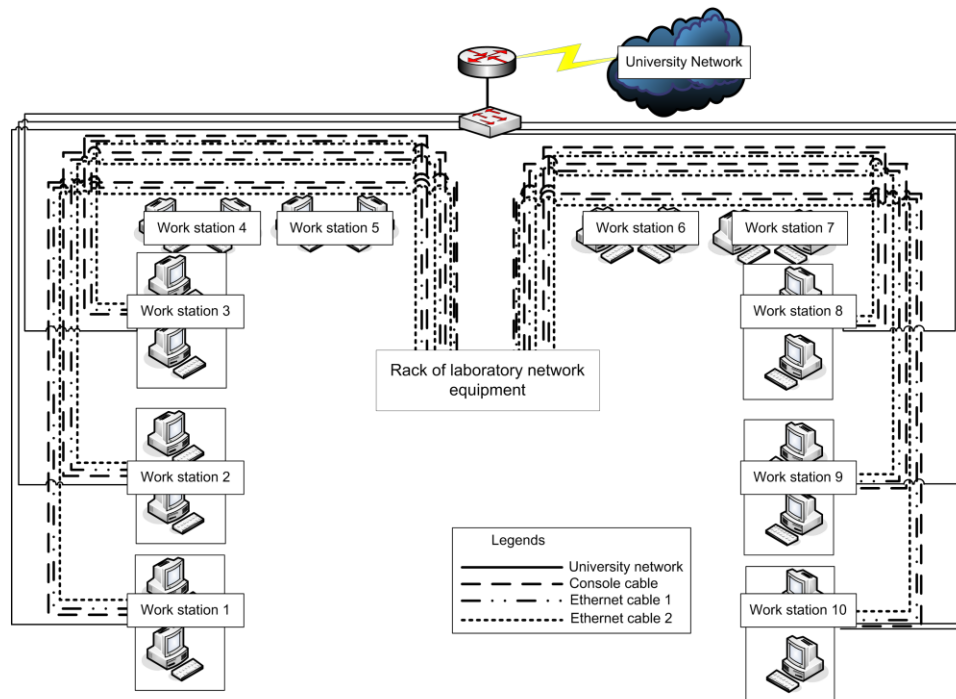 University Network
Work station 4
Work station 5
Work station 6
Work station 7
Work station 3
Work station 8
Rack of laboratory network
equipment
Work station 2
Work station 9
Legends
University network
Console cable
Ethernet cable 1
Ethernet cable 2
Work station 1
Work station 10